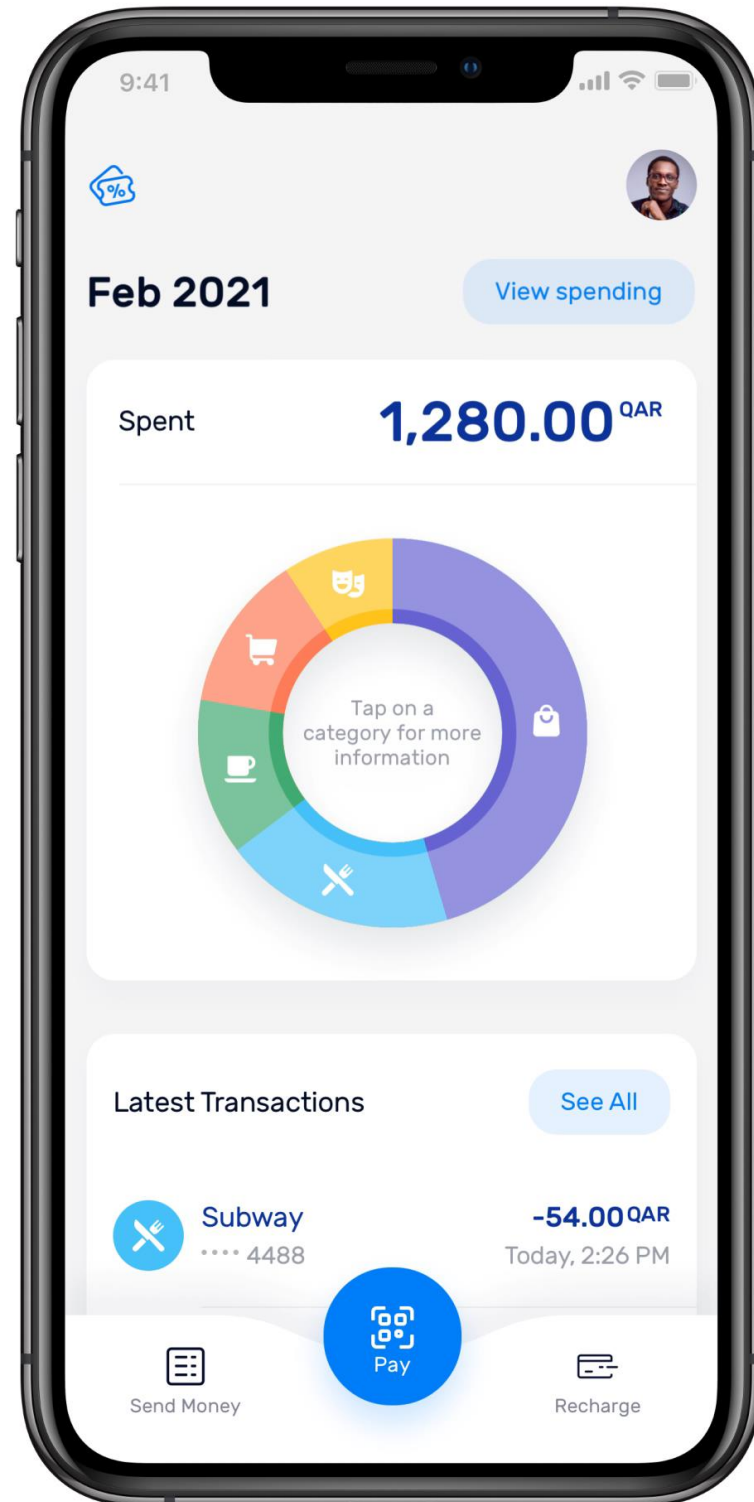 9:41
%
Feb 2021
View spending
Spent
1,280.00 QAR
Tap on a
category for more
information
Latest Transactions
See All
Subway
-54.00 QAR
•••• 4488
Today, 2:26 PM
Pay
Send Money
Recharge